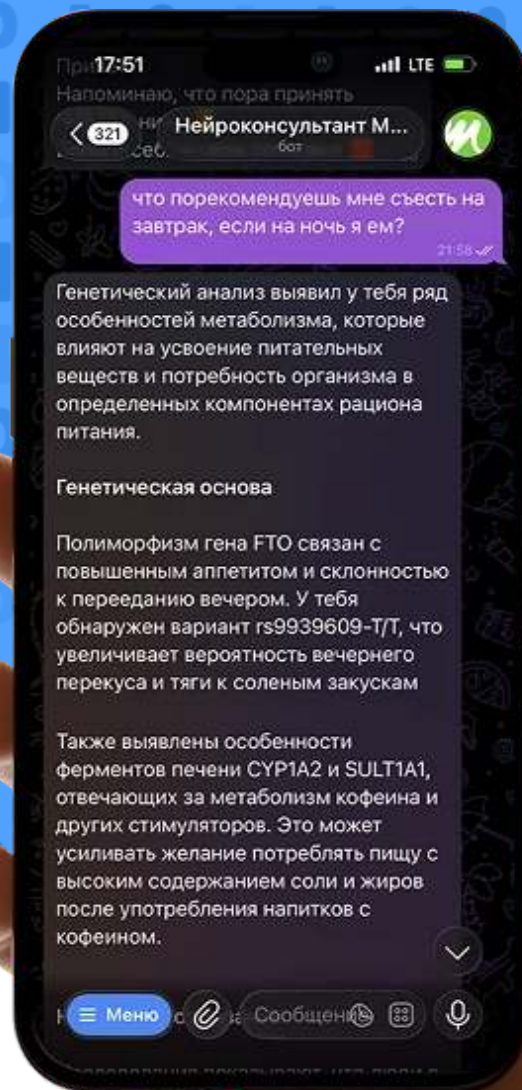 17:51
LTE
Напоминаю, что пора принять
321
Нейроконсультант М...
бот
что порекомендуешь мне съесть на
завтрак, если на ночь я ем?
21:58
Генетический анализ выявил у тебя ряд
особенностей метаболизма, которые
влияют на усвоение питательных
веществ и потребность организма в
определенных компонентах рациона
питания.
Генетическая основа
Полиморфизм гена FTO связан с
повышенным аппетитом и склонностью
к перееданию вечером. У тебя
обнаружен вариант rs9939609-T/T, что
увеличивает вероятность вечернего
перекуса и тяги к соленым закускам
Также выявлены особенности
ферментов печени CYP1A2 и SULT1A1,
отвечающих за метаболизм кофеина и
других стимуляторов. Это может
усиливать желание потреблять пищу с
высоким содержанием соли и жиров
после употребления напитков с
кофеином.
Меню
Сообщение